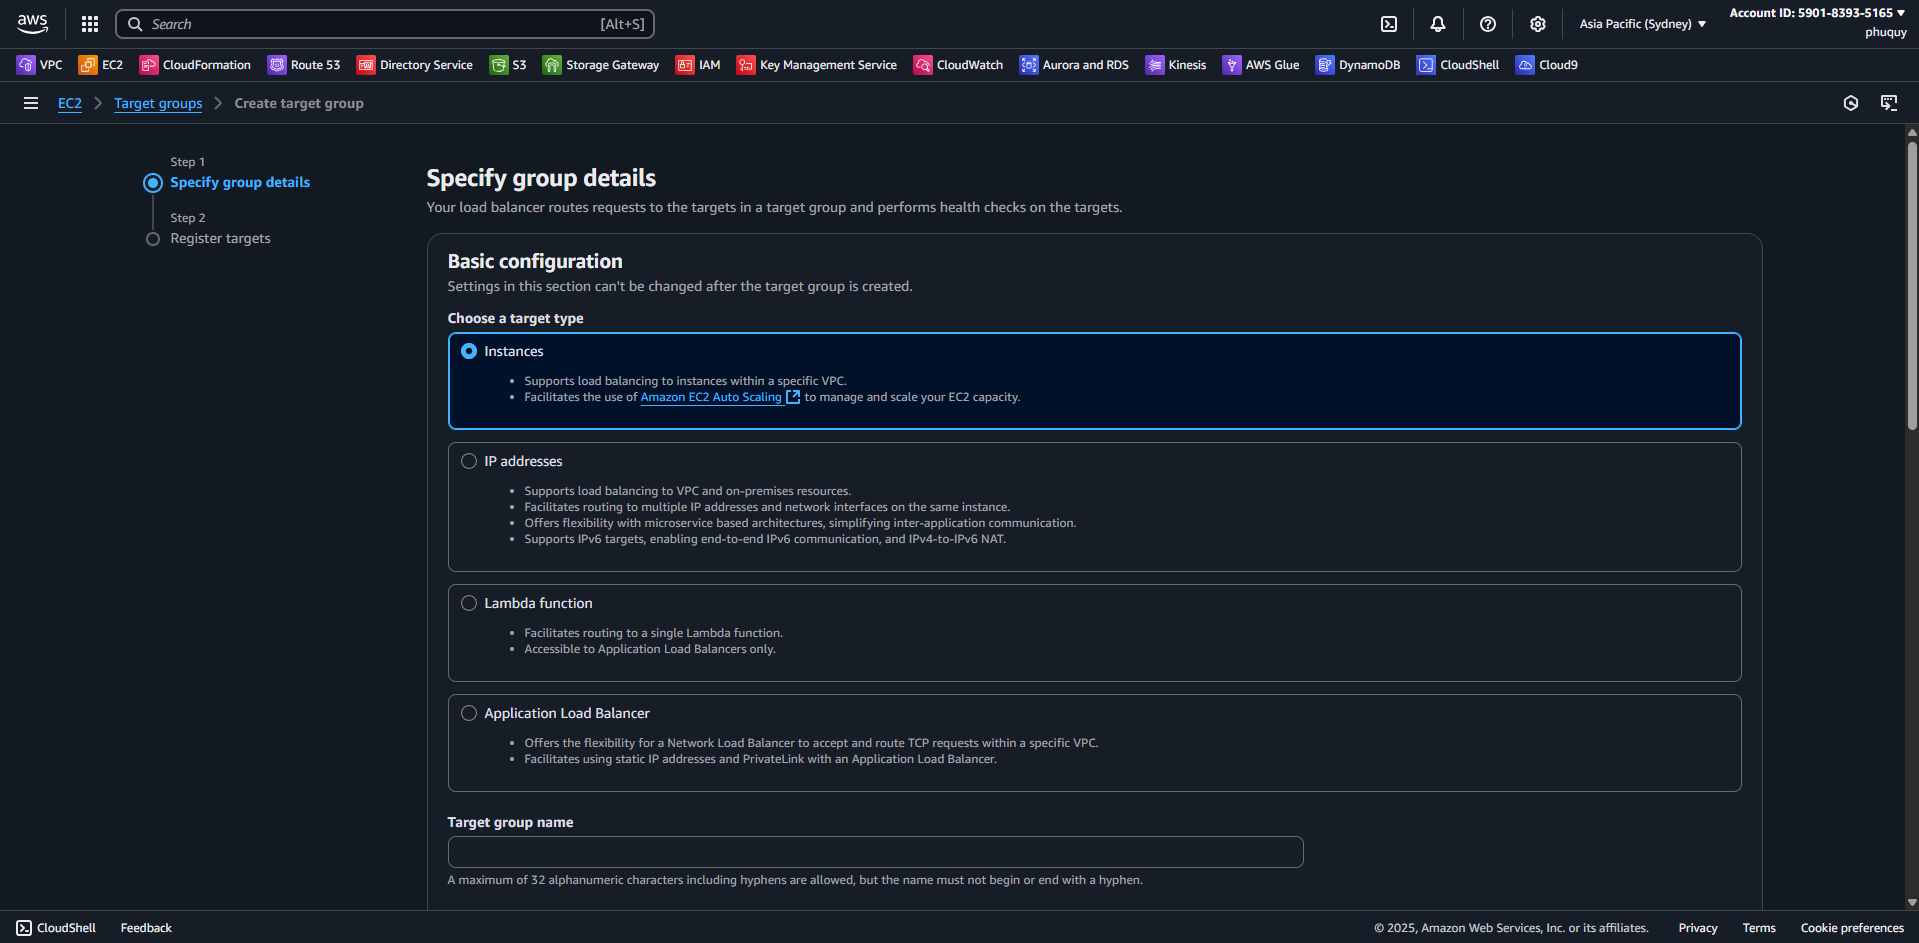 aws
Search [Alt+S]
Asia Pacific (Sydney)
Account ID: 5901-8393-5165
phuquy
VPC EC2 CloudFormation Route 53 Directory Service S3 Storage Gateway IAM Key Management Service CloudWatch Aurora and RDS Kinesis AWS Glue DynamoDB CloudShell Cloud9
EC2 Target groups Create target group
Step 1
Specify group details
Step 2
Register targets
Specify group details
Your load balancer routes requests to the targets in a target group and performs health checks on the targets.
Basic configuration
Settings in this section can't be changed after the target group is created.
Choose a target type
Instances
• Supports load balancing to instances within a specific VPC.
• Facilitates the use of Amazon EC2 Auto Scaling to manage and scale your EC2 capacity.
IP addresses
• Supports load balancing to VPC and on-premises resources.
• Facilitates routing to multiple IP addresses and network interfaces on the same instance.
• Offers flexibility with microservice based architectures, simplifying inter-application communication.
• Supports IPv6 targets, enabling end-to-end IPv6 communication, and IPv4-to-IPv6 NAT.
Lambda function
• Facilitates routing to a single Lambda function.
• Accessible to Application Load Balancers only.
Application Load Balancer
• Offers the flexibility for a Network Load Balancer to accept and route TCP requests within a specific VPC.
• Facilitates using static IP addresses and PrivateLink with an Application Load Balancer.
Target group name
A maximum of 32 alphanumeric characters including hyphens are allowed, but the name must not begin or end with a hyphen.
CloudShell Feedback © 2025, Amazon Web Services, Inc. or its affiliates. Privacy Terms Cookie preferences